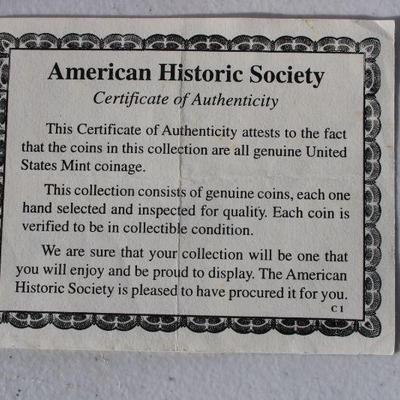 American Historic Society
Certificate of Authenticity
This Certificate of Authenticity attests to the fact
that the coins in this collection are all genuine United
States Mint coinage.
This collection consists of genuine coins, each one
hand selected and inspected for quality. Each coin is
verified to be in collectible condition.
We are sure that your collection will be one that
you will enjoy and be proud to display. The American
Historic Society is pleased to have procured it for you.
C 1